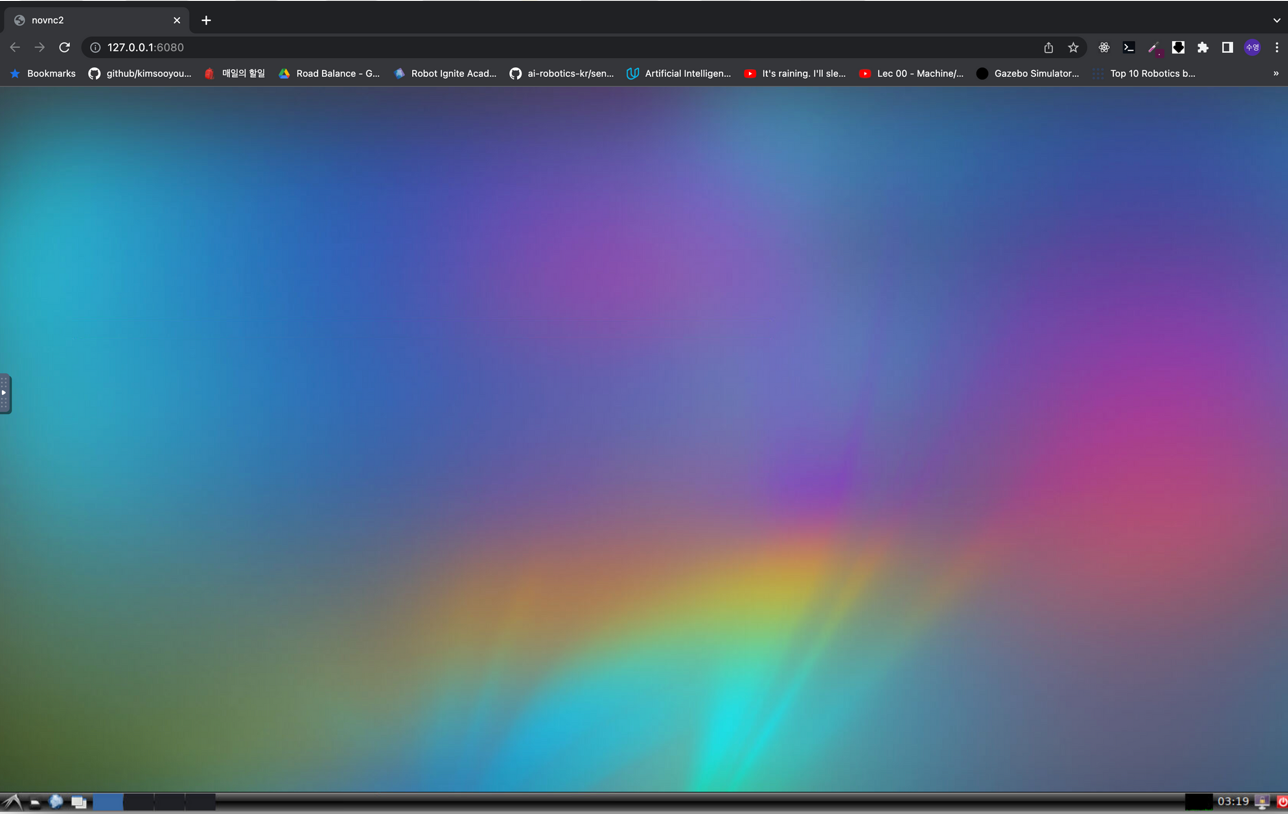 novnc2
127.0.0.1:6080
수영
Bookmarks github/kimsooyou... 매일의 할일 Road Balance - G... Robot Ignite Acad... ai-robotics-kr/sen... Artificial Intelligen... It's raining. I'll sle... Lec 00 - Machine/... Gazebo Simulator... Top 10 Robotics b... »
03:19